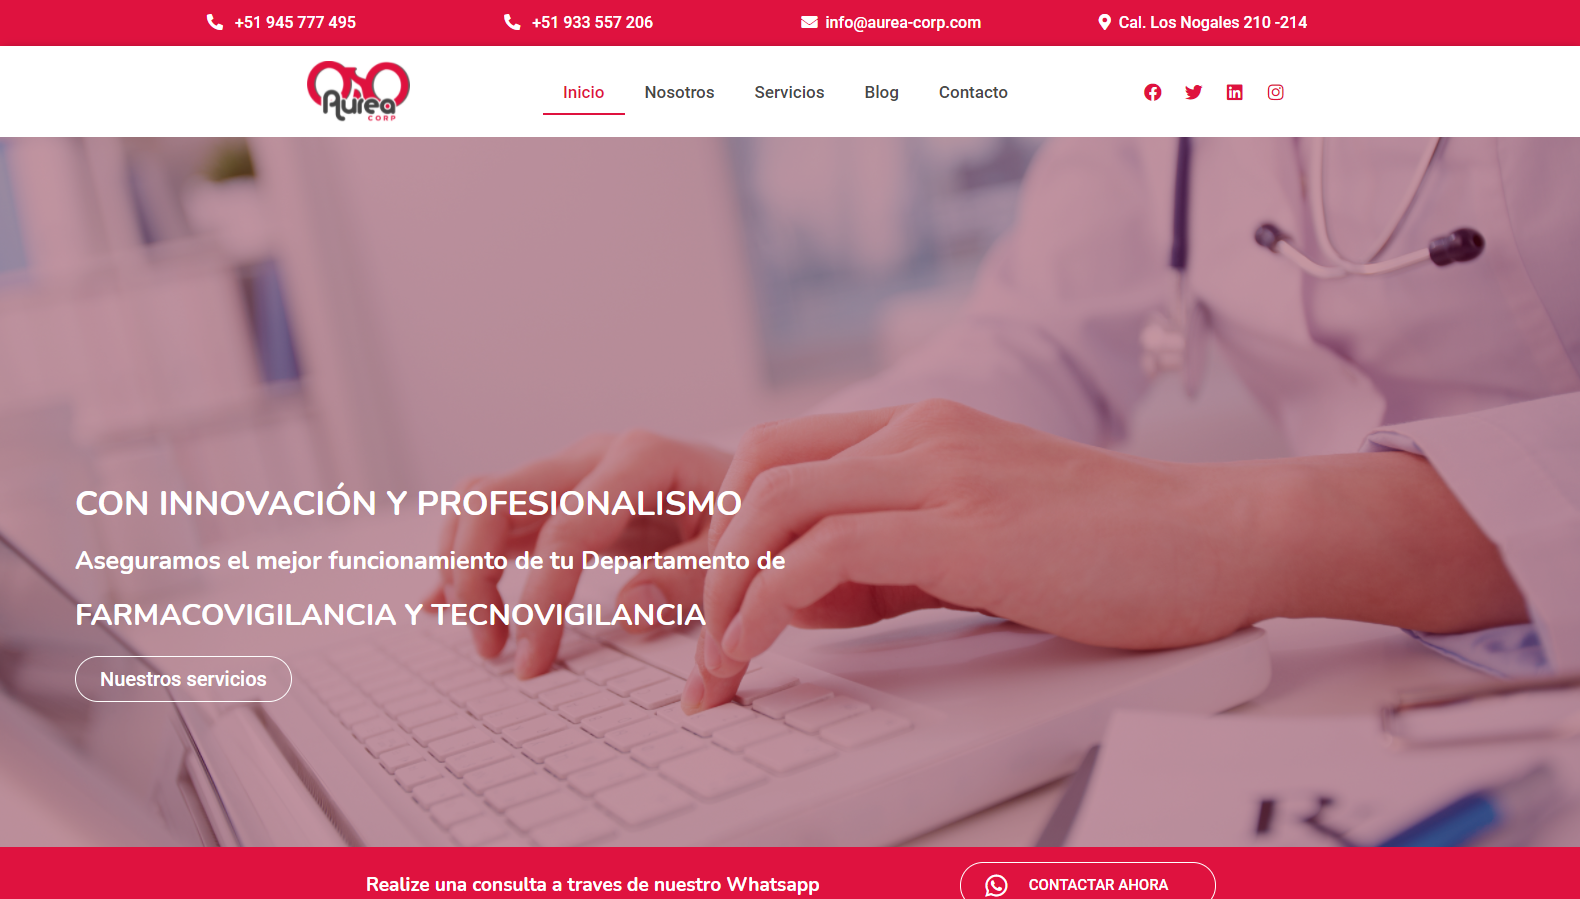 +51 945 777 495
+51 933 557 206
info@aurea-corp.com
Cal. Los Nogales 210 -214
Aurea
CORP
Inicio
Nosotros
Servicios
Blog
Contacto
CON INNOVACIÓN Y PROFESIONALISMO
Aseguramos el mejor funcionamiento de tu Departamento de
FARMACOVIGILANCIA Y TECNOVIGILANCIA
Nuestros servicios
Realize una consulta a traves de nuestro Whatsapp
CONTACTAR AHORA